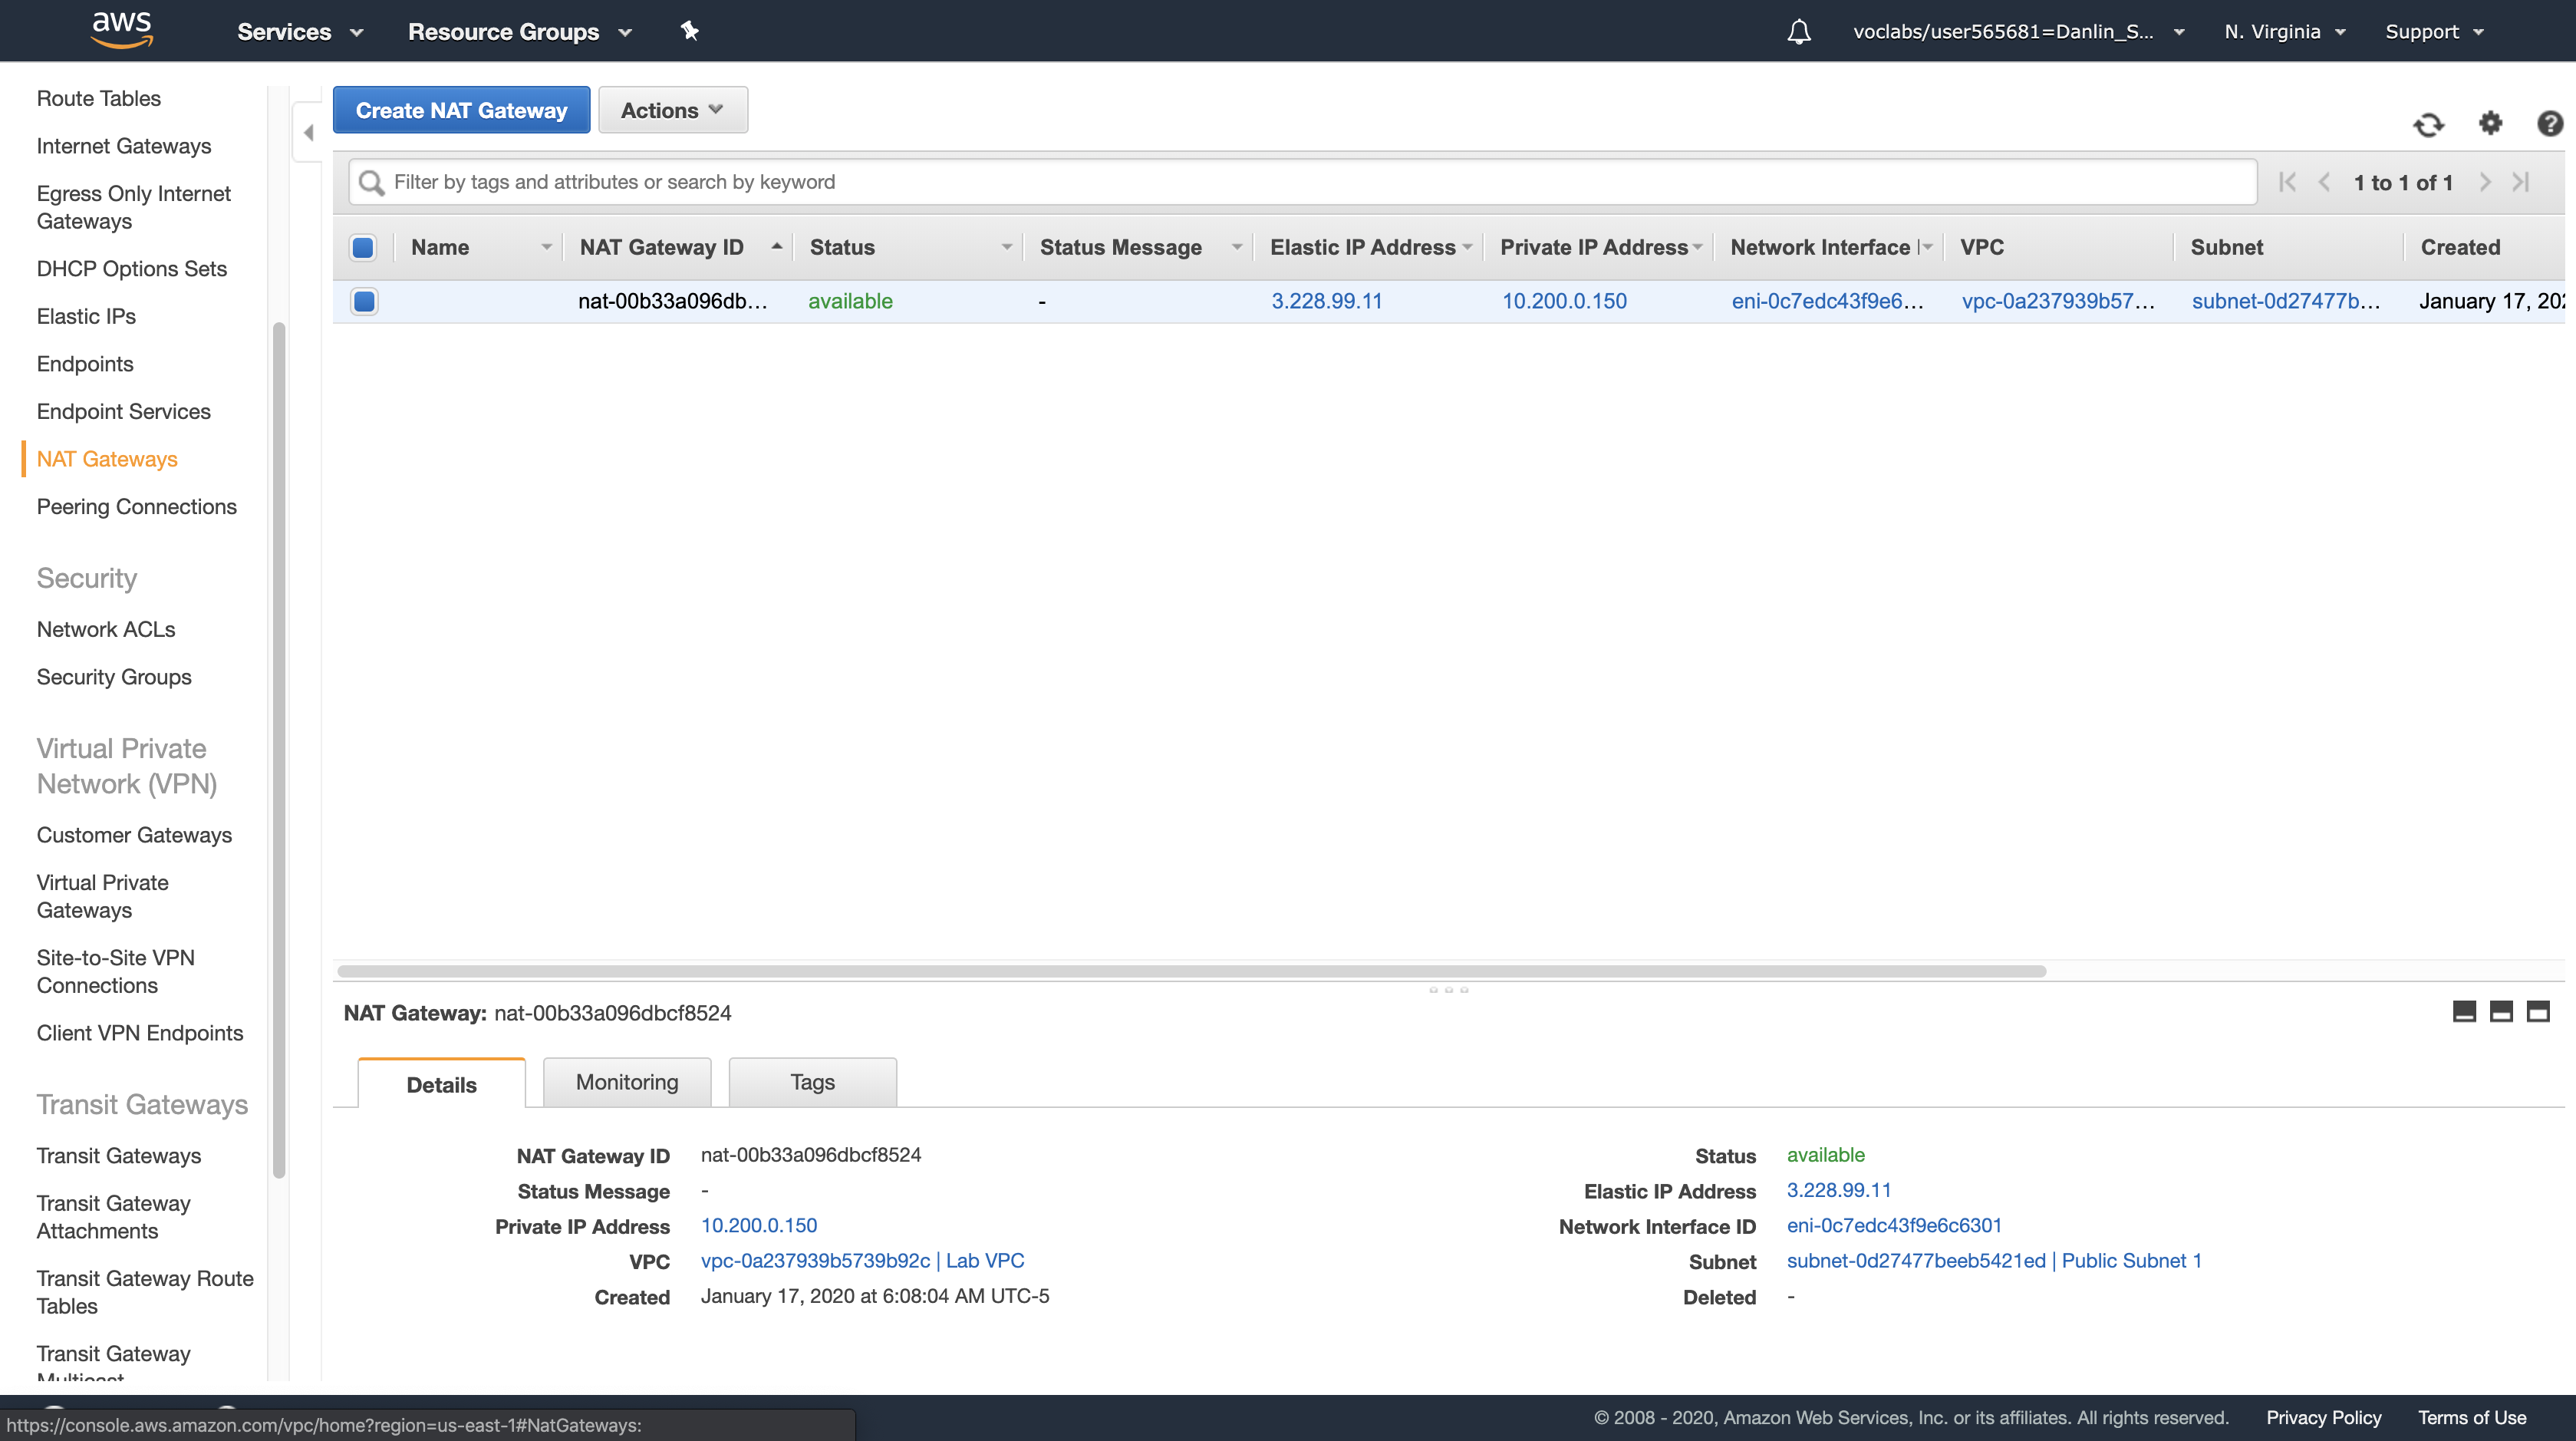 aws
Services
Resource Groups
voclabs/user565681=Danlin_S...
N. Virginia
Support
Route Tables
Internet Gateways
Egress Only Internet
Gateways
DHCP Options Sets
Elastic IPs
Endpoints
Endpoint Services
NAT Gateways
Peering Connections
Security
Network ACLs
Security Groups
Virtual Private
Network (VPN)
Customer Gateways
Virtual Private
Gateways
Site-to-Site VPN
Connections
Client VPN Endpoints
Transit Gateways
Transit Gateways
Transit Gateway
Attachments
Transit Gateway Route
Tables
Transit Gateway
Multicast
Create NAT Gateway
Actions
?
Filter by tags and attributes or search by keyword
1 to 1 of 1
Name NAT Gateway ID Status Status Message Elastic IP Address Private IP Address Network Interface VPC Subnet Created
nat-00b33a096db... available - 3.228.99.11 10.200.0.150 eni-0c7edc43f9e6... vpc-0a237939b57... subnet-0d27477b... January 17, 202
NAT Gateway: nat-00b33a096dbcf8524
Details
Monitoring
Tags
NAT Gateway ID nat-00b33a096dbcf8524
Status Message -
Private IP Address 10.200.0.150
VPC vpc-0a237939b5739b92c | Lab VPC
Created January 17, 2020 at 6:08:04 AM UTC-5
Status available
Elastic IP Address 3.228.99.11
Network Interface ID eni-0c7edc43f9e6c6301
Subnet subnet-0d27477beeb5421ed | Public Subnet 1
Deleted -
https://console.aws.amazon.com/vpc/home?region=us-east-1#NatGateways:
© 2008 - 2020, Amazon Web Services, Inc. or its affiliates. All rights reserved.
Privacy Policy
Terms of Use